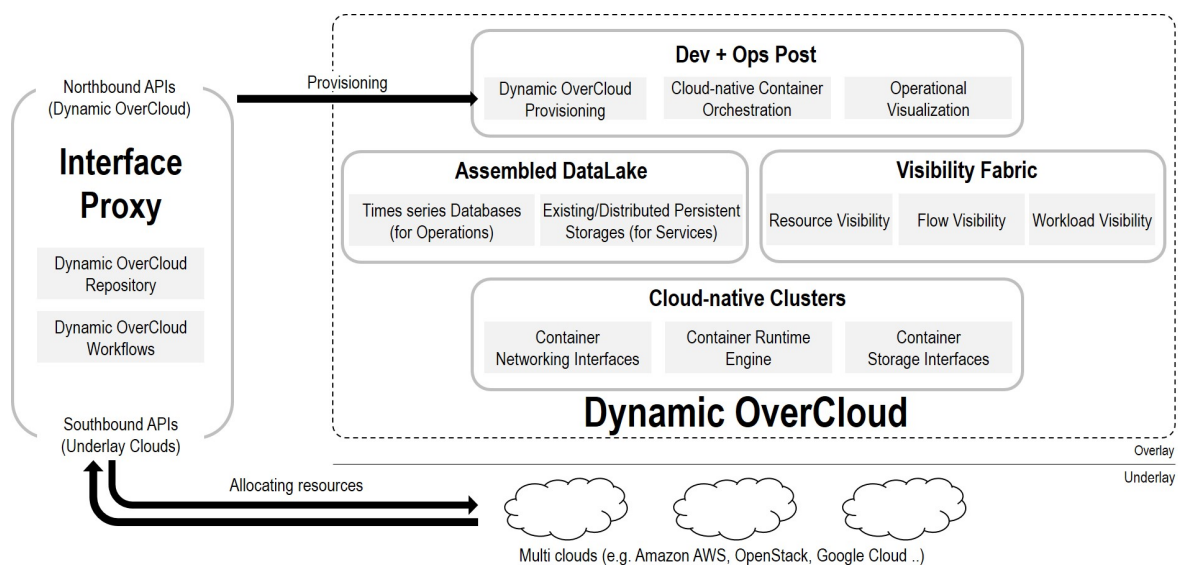 Northbound APIs
(Dynamic OverCloud)
Interface
Proxy
Dynamic OverCloud
Repository
Dynamic OverCloud
Workflows
Southbound APIs
(Underlay Clouds)
Provisioning
Dev + Ops Post
Dynamic OverCloud
Provisioning
Cloud-native Container
Orchestration
Operational
Visualization
Assembled DataLake
Times series Databases
(for Operations)
Existing/Distributed Persistent
Storages (for Services)
Visibility Fabric
Resource Visibility
Flow Visibility
Workload Visibility
Cloud-native Clusters
Container
Networking Interfaces
Container Runtime
Engine
Container
Storage Interfaces
Dynamic OverCloud
Overlay
Underlay
Allocating resources
Multi clouds (e.g. Amazon AWS, OpenStack, Google Cloud ..)